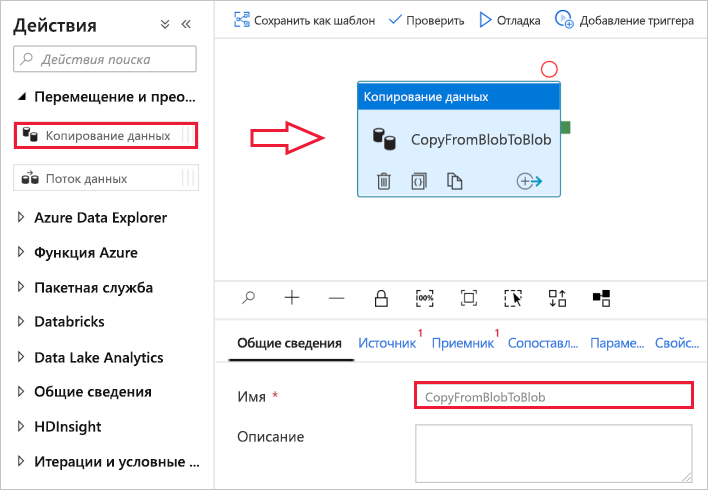 Действия
Действия поиска
Перемещение и прео...
Копирование данных
Поток данных
Azure Data Explorer
Функция Azure
Пакетная служба
Databricks
Data Lake Analytics
Общие сведения
HDInsight
Итерации и условные ...
Сохранить как шаблон
Проверить
Отладка
Добавление триггера
Копирование данных
CopyFromBlobToBlob
100%
Общие сведения
Источник 1
Приемник 1
Сопоставл...
Параме...
Свойс...
Имя *
CopyFromBlobToBlob
Описание